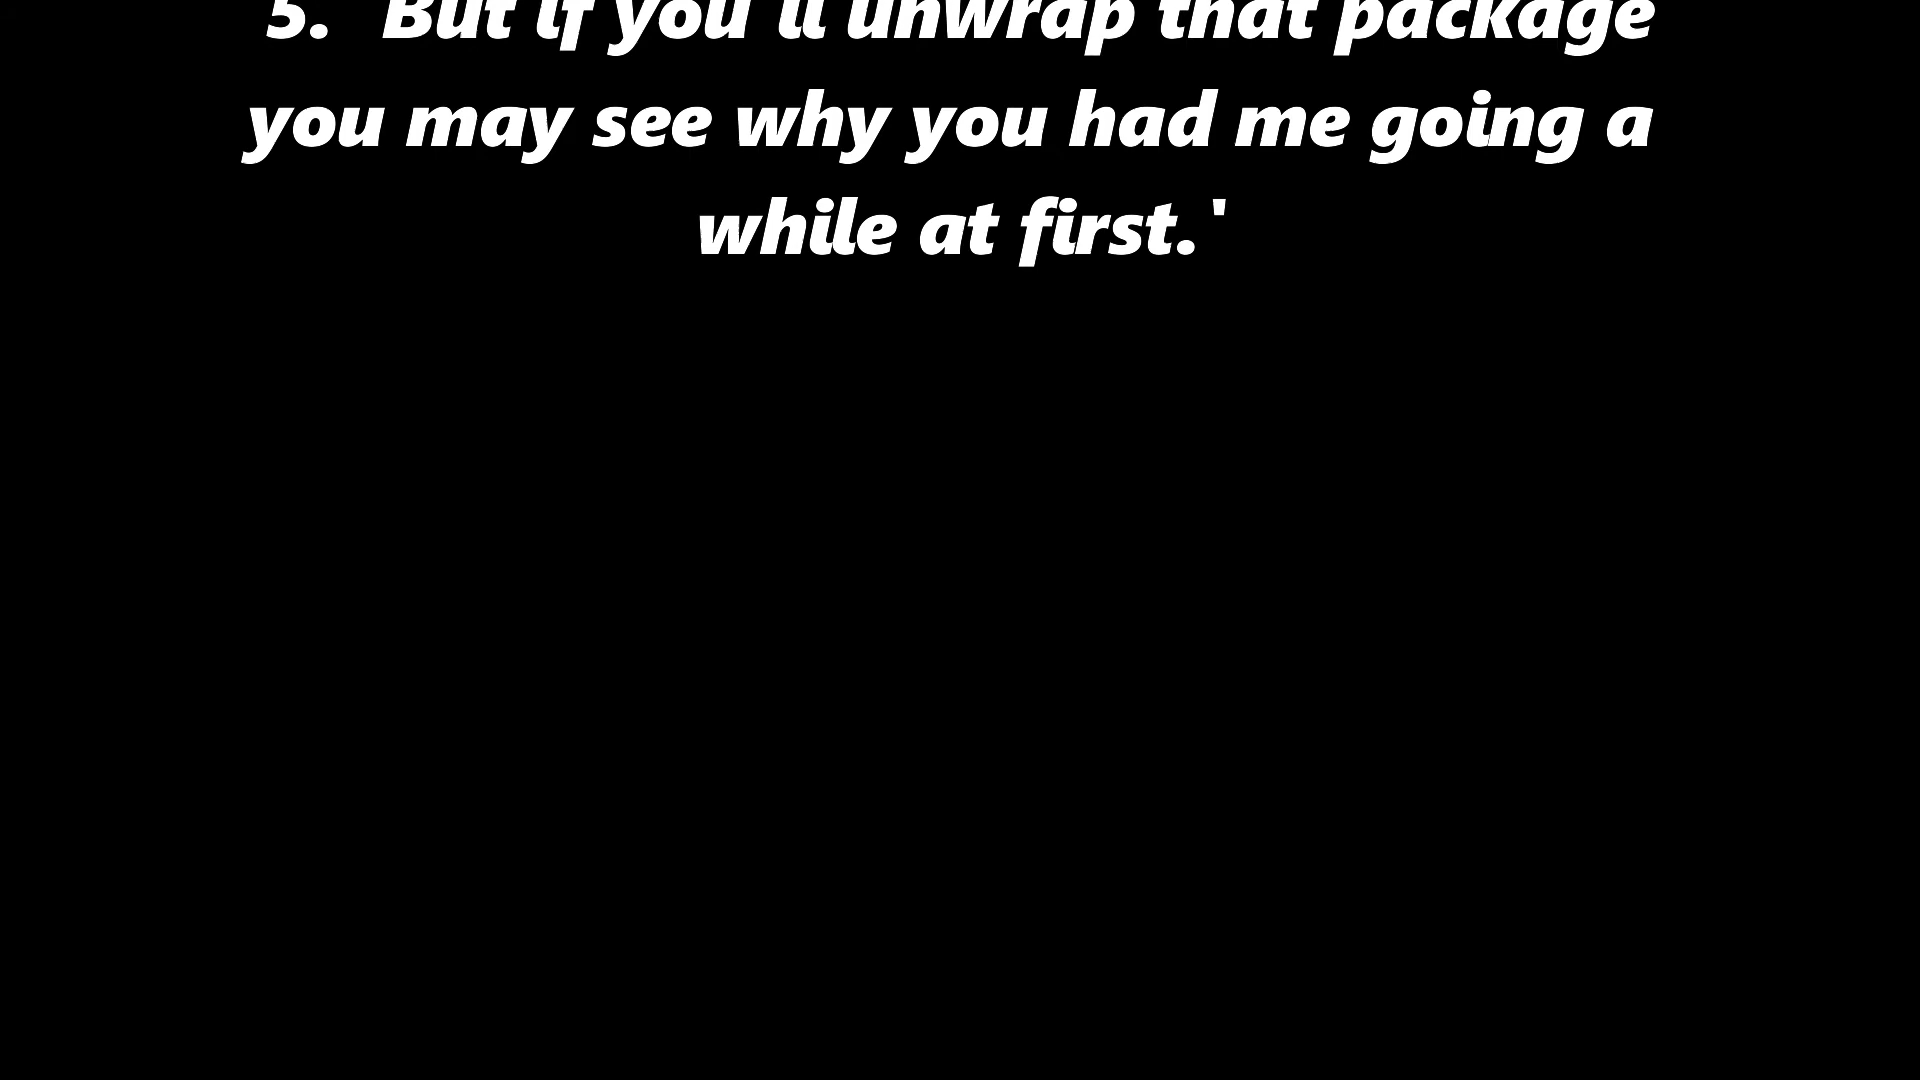 5. 'But if you'll unwrap that package
you may see why you had me going a
while at first.'